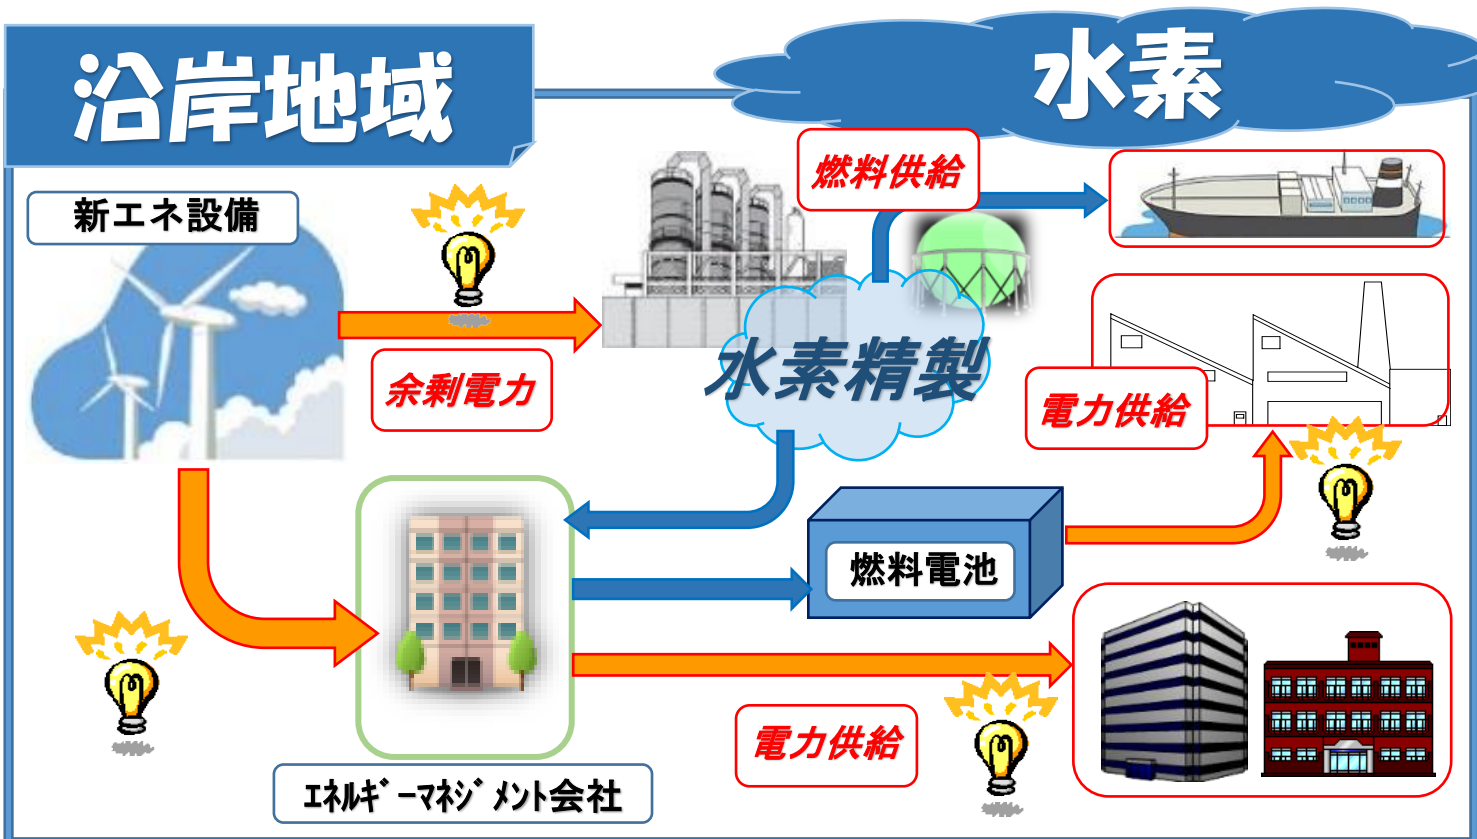 沿岸地域
水素
新エネ設備
燃料供給
余剰電力
水素精製
電力供給
燃料電池
電力供給
ｴﾈﾙｷﾞｰﾏﾈｼﾞﾒﾝﾄ会社